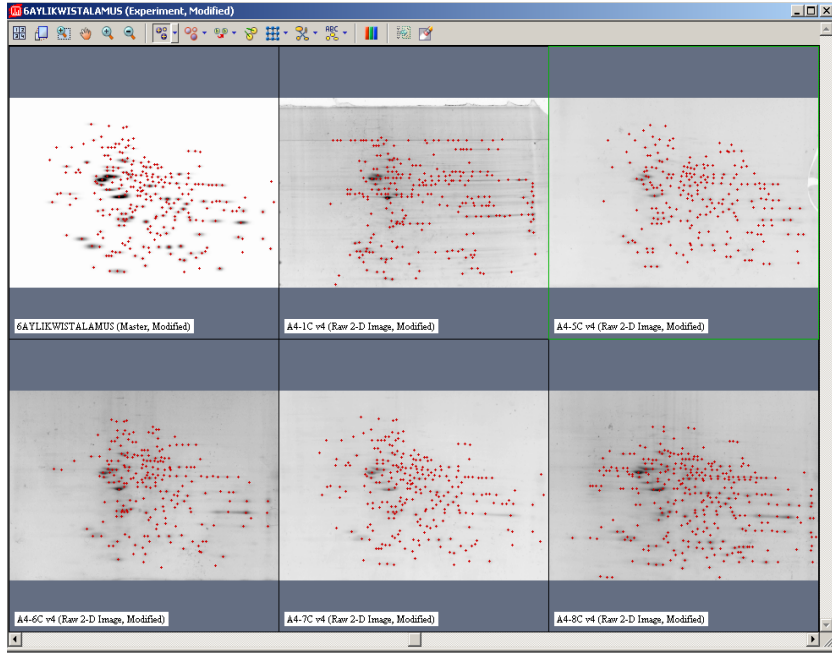 6AYLIKWISTALAMUS (Experiment, Modified)
ABC
6AYLIKWISTALAMUS (Master, Modified)
A4-1C v4 (Raw 2-D Image, Modified)
A4-5C v4 (Raw 2-D Image, Modified)
A4-6C v4 (Raw 2-D Image, Modified)
A4-7C v4 (Raw 2-D Image, Modified)
A4-8C v4 (Raw 2-D Image, Modified)